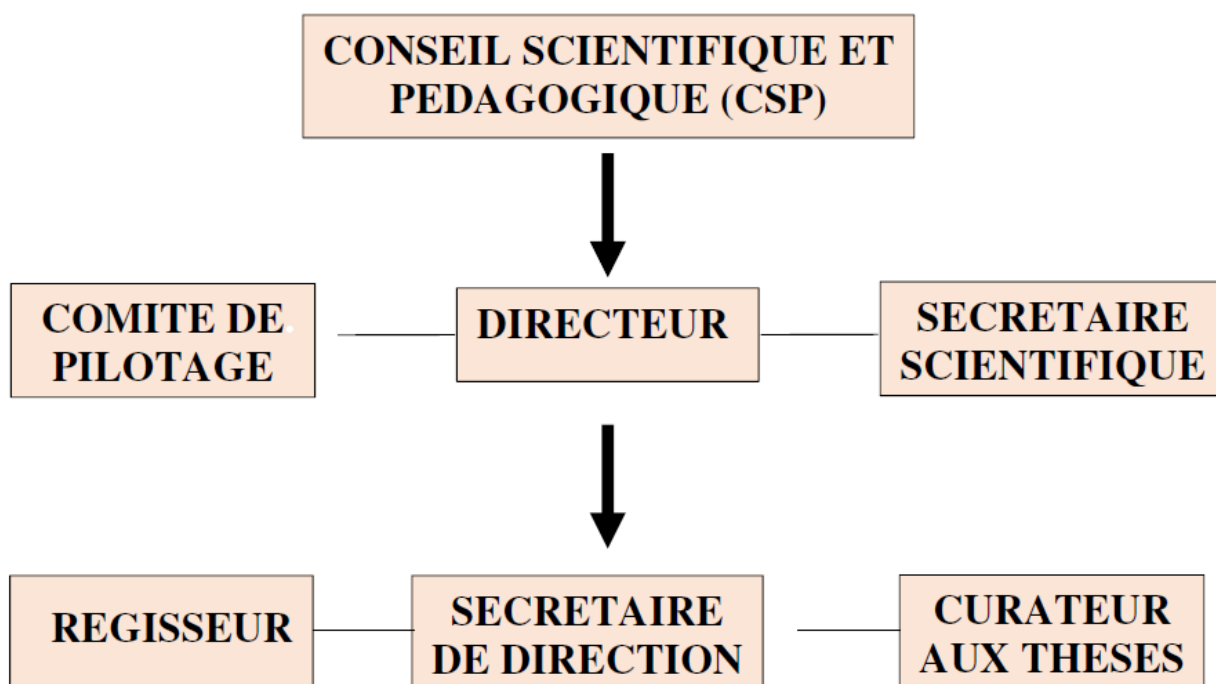 CONSEIL SCIENTIFIQUE ET
PEDAGOGIQUE (CSP)
COMITE DE
PILOTAGE
DIRECTEUR
SECRETAIRE
SCIENTIFIQUE
REGISSEUR
SECRETAIRE
DE DIRECTION
CURATEUR
AUX THESES